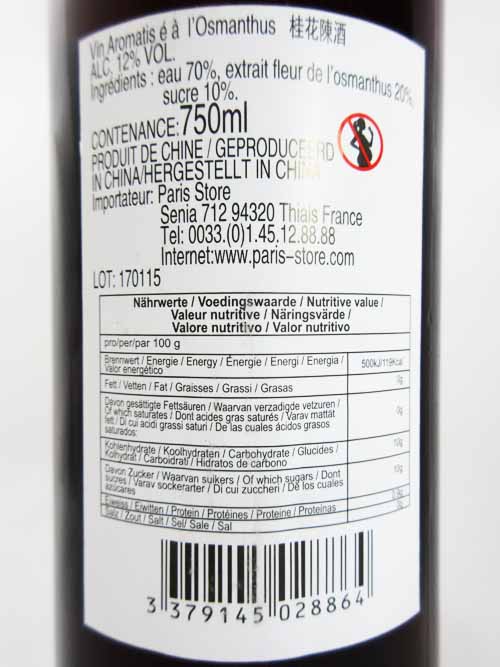 Vin Aromatis é à l'Osmanthus 桂花陳酒
ALC. 12% VOL.
Ingrédients : eau 70%, extrait fleur de l'osmanthus 20%,
sucre 10%.
CONTENANCE: 750ml
PRODUIT DE CHINE / GEPRODUCEERD
IN CHINA/HERGESTELLT IN CHINA
Importateur: Paris Store
Senia 712 94320 Thiais France
Tel: 0033.(0)1.45.12.88.88
Internet:www.paris-store.com
LOT: 170115
Nährwerte / Voedingswaarde / Nutritive value /
Valeur nutritive / Näringsvärde /
Valore nutritivo / Valor nutritivo
pro/per/par 100 g
Brennwert / Energie / Energy / Énergie / Energi / Energia /
Valor energético 500kJ/119Kcal
Fett / Vetten / Fat / Graisses / Grassi / Grasas 0g
Davon gesättigte Fettsäuren / Waarvan verzadigde vetzuren /
Of which saturates / Dont acides gras saturés / Varav mättat
fett / Di cui acidi grassi saturi / De las cuales ácidos grasos
saturados: 0g
Kohlenhydrate / Koolhydraten / Carbohydrate / Glucides /
Kolhydrat / Carboidrati / Hidratos de carbono 10g
Davon Zucker / Waarvan suikers / Of which sugars / Dont
sucres / Varav sockerarter / Di cui zuccheri / De los cuales
azúcares 10g
Eiweiss / Eiwitten / Protein / Protéines / Proteine / Proteinas
Salz / Zout / Salt / Sel / Sale / Sal
3 379145 028864